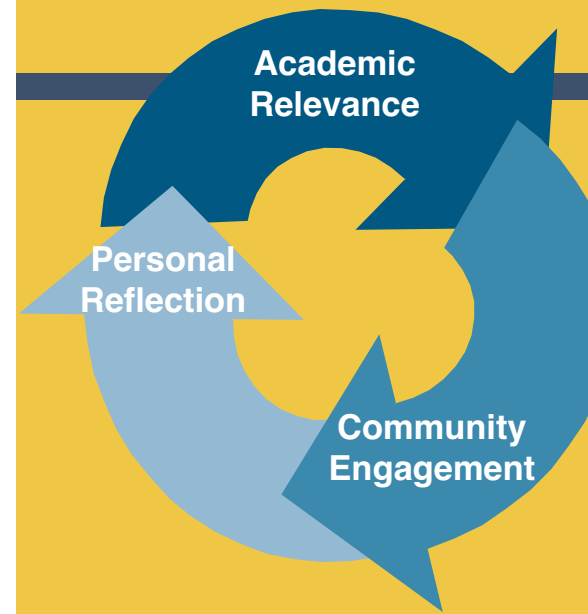 Academic
Relevance
Personal
Reflection
Community
Engagement